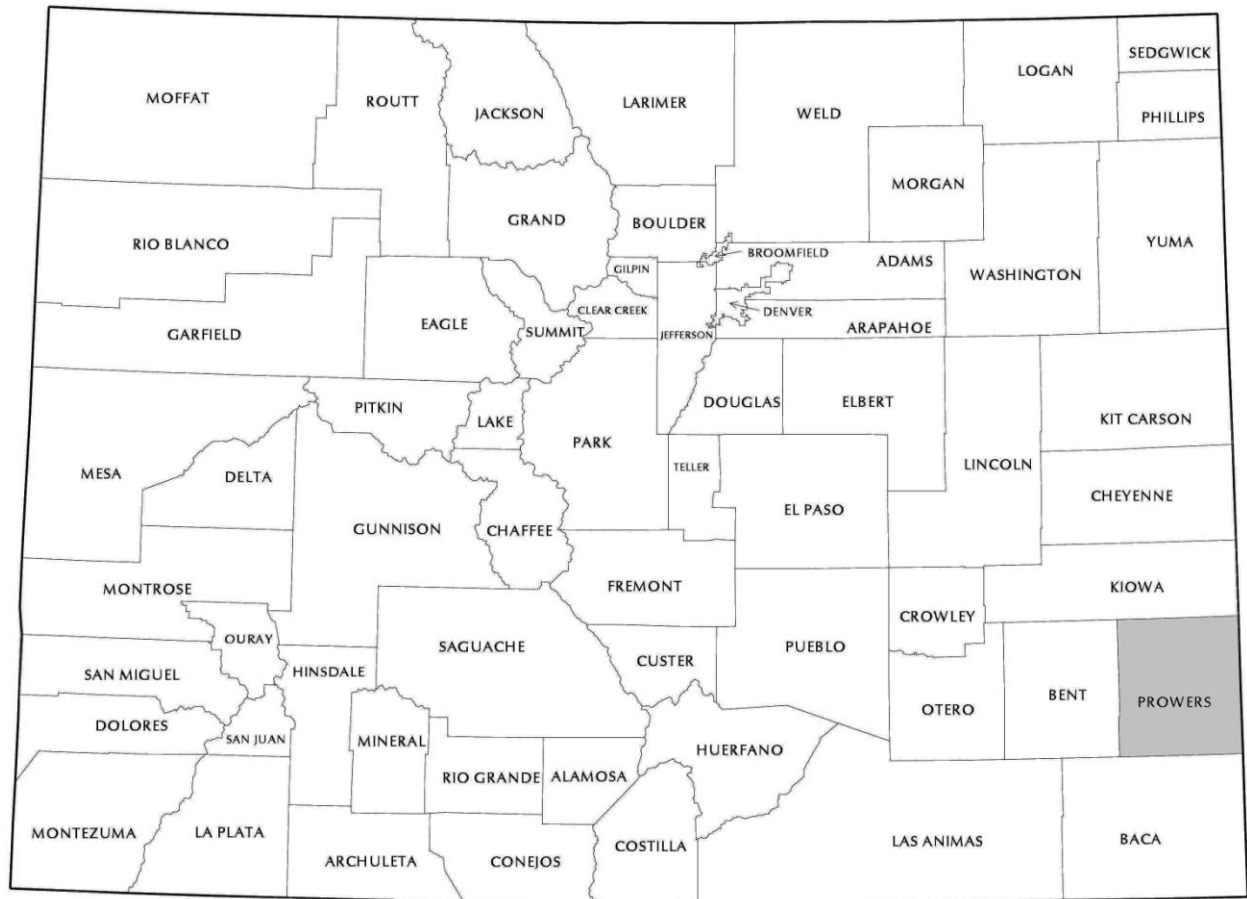 SEDGWICK
LOGAN
MOFFAT
ROUTT
LARIMER
JACKSON
WELD
PHILLIPS
MORGAN
GRAND
BOULDER
RIO BLANCO
YUMA
BROOMFIELD
ADAMS
GILPIN
WASHINGTON
CLEAR CREEK
DENVER
EAGLE
SUMMIT
ARAPAHOE
GARFIELD
JEFFERSON
DOUGLAS
ELBERT
PITKIN
LAKE
KIT CARSON
PARK
LINCOLN
MESA
TELLER
DELTA
CHEYENNE
EL PASO
GUNNISON
CHAFFEE
MONTROSE
FREMONT
KIOWA
CROWLEY
OURAY
SAGUACHE
PUEBLO
CUSTER
SAN MIGUEL
HINSDALE
BENT
PROWERS
OTERO
DOLORES
SAN JUAN
MINERAL
HUERFANO
RIO GRANDE
ALAMOSA
MONTEZUMA
LA PLATA
BACA
LAS ANIMAS
COSTILLA
ARCHULETA
CONEJOS